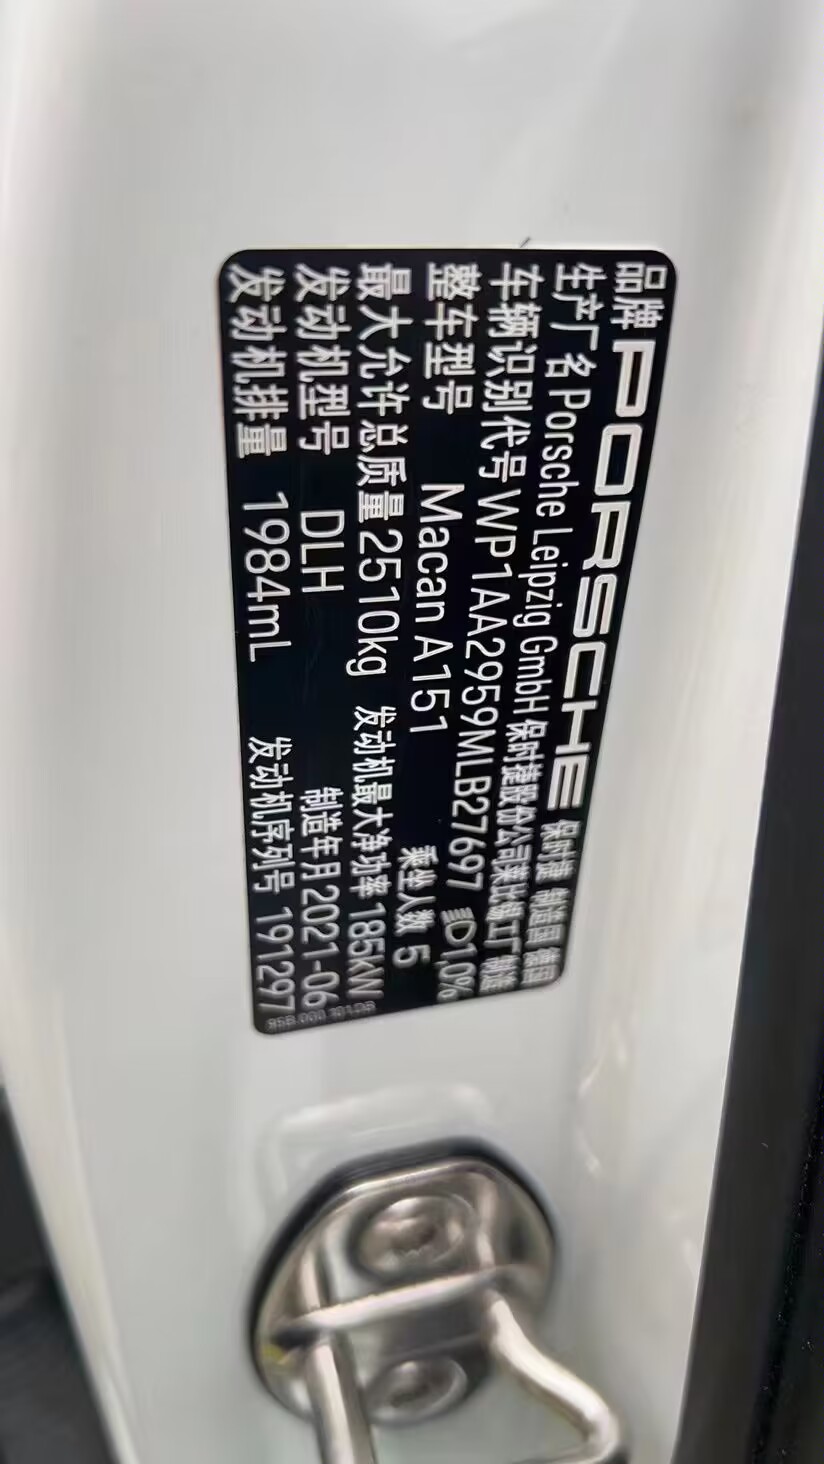 品牌 PORSCHE 保时捷 制造国 德国
生产厂名 Porsche Leipzig GmbH 保时捷股份公司莱比锡工厂 制造
车辆识别代号 WP1AA2959MLB27697 1,0%
整车型号 Macan A151 乘坐人数 5
最大允许总质量 2510kg 发动机最大净功率 185kW
发动机型号 DLH 制造年月 2021-06
发动机排量 1984mL 发动机序列号 191297